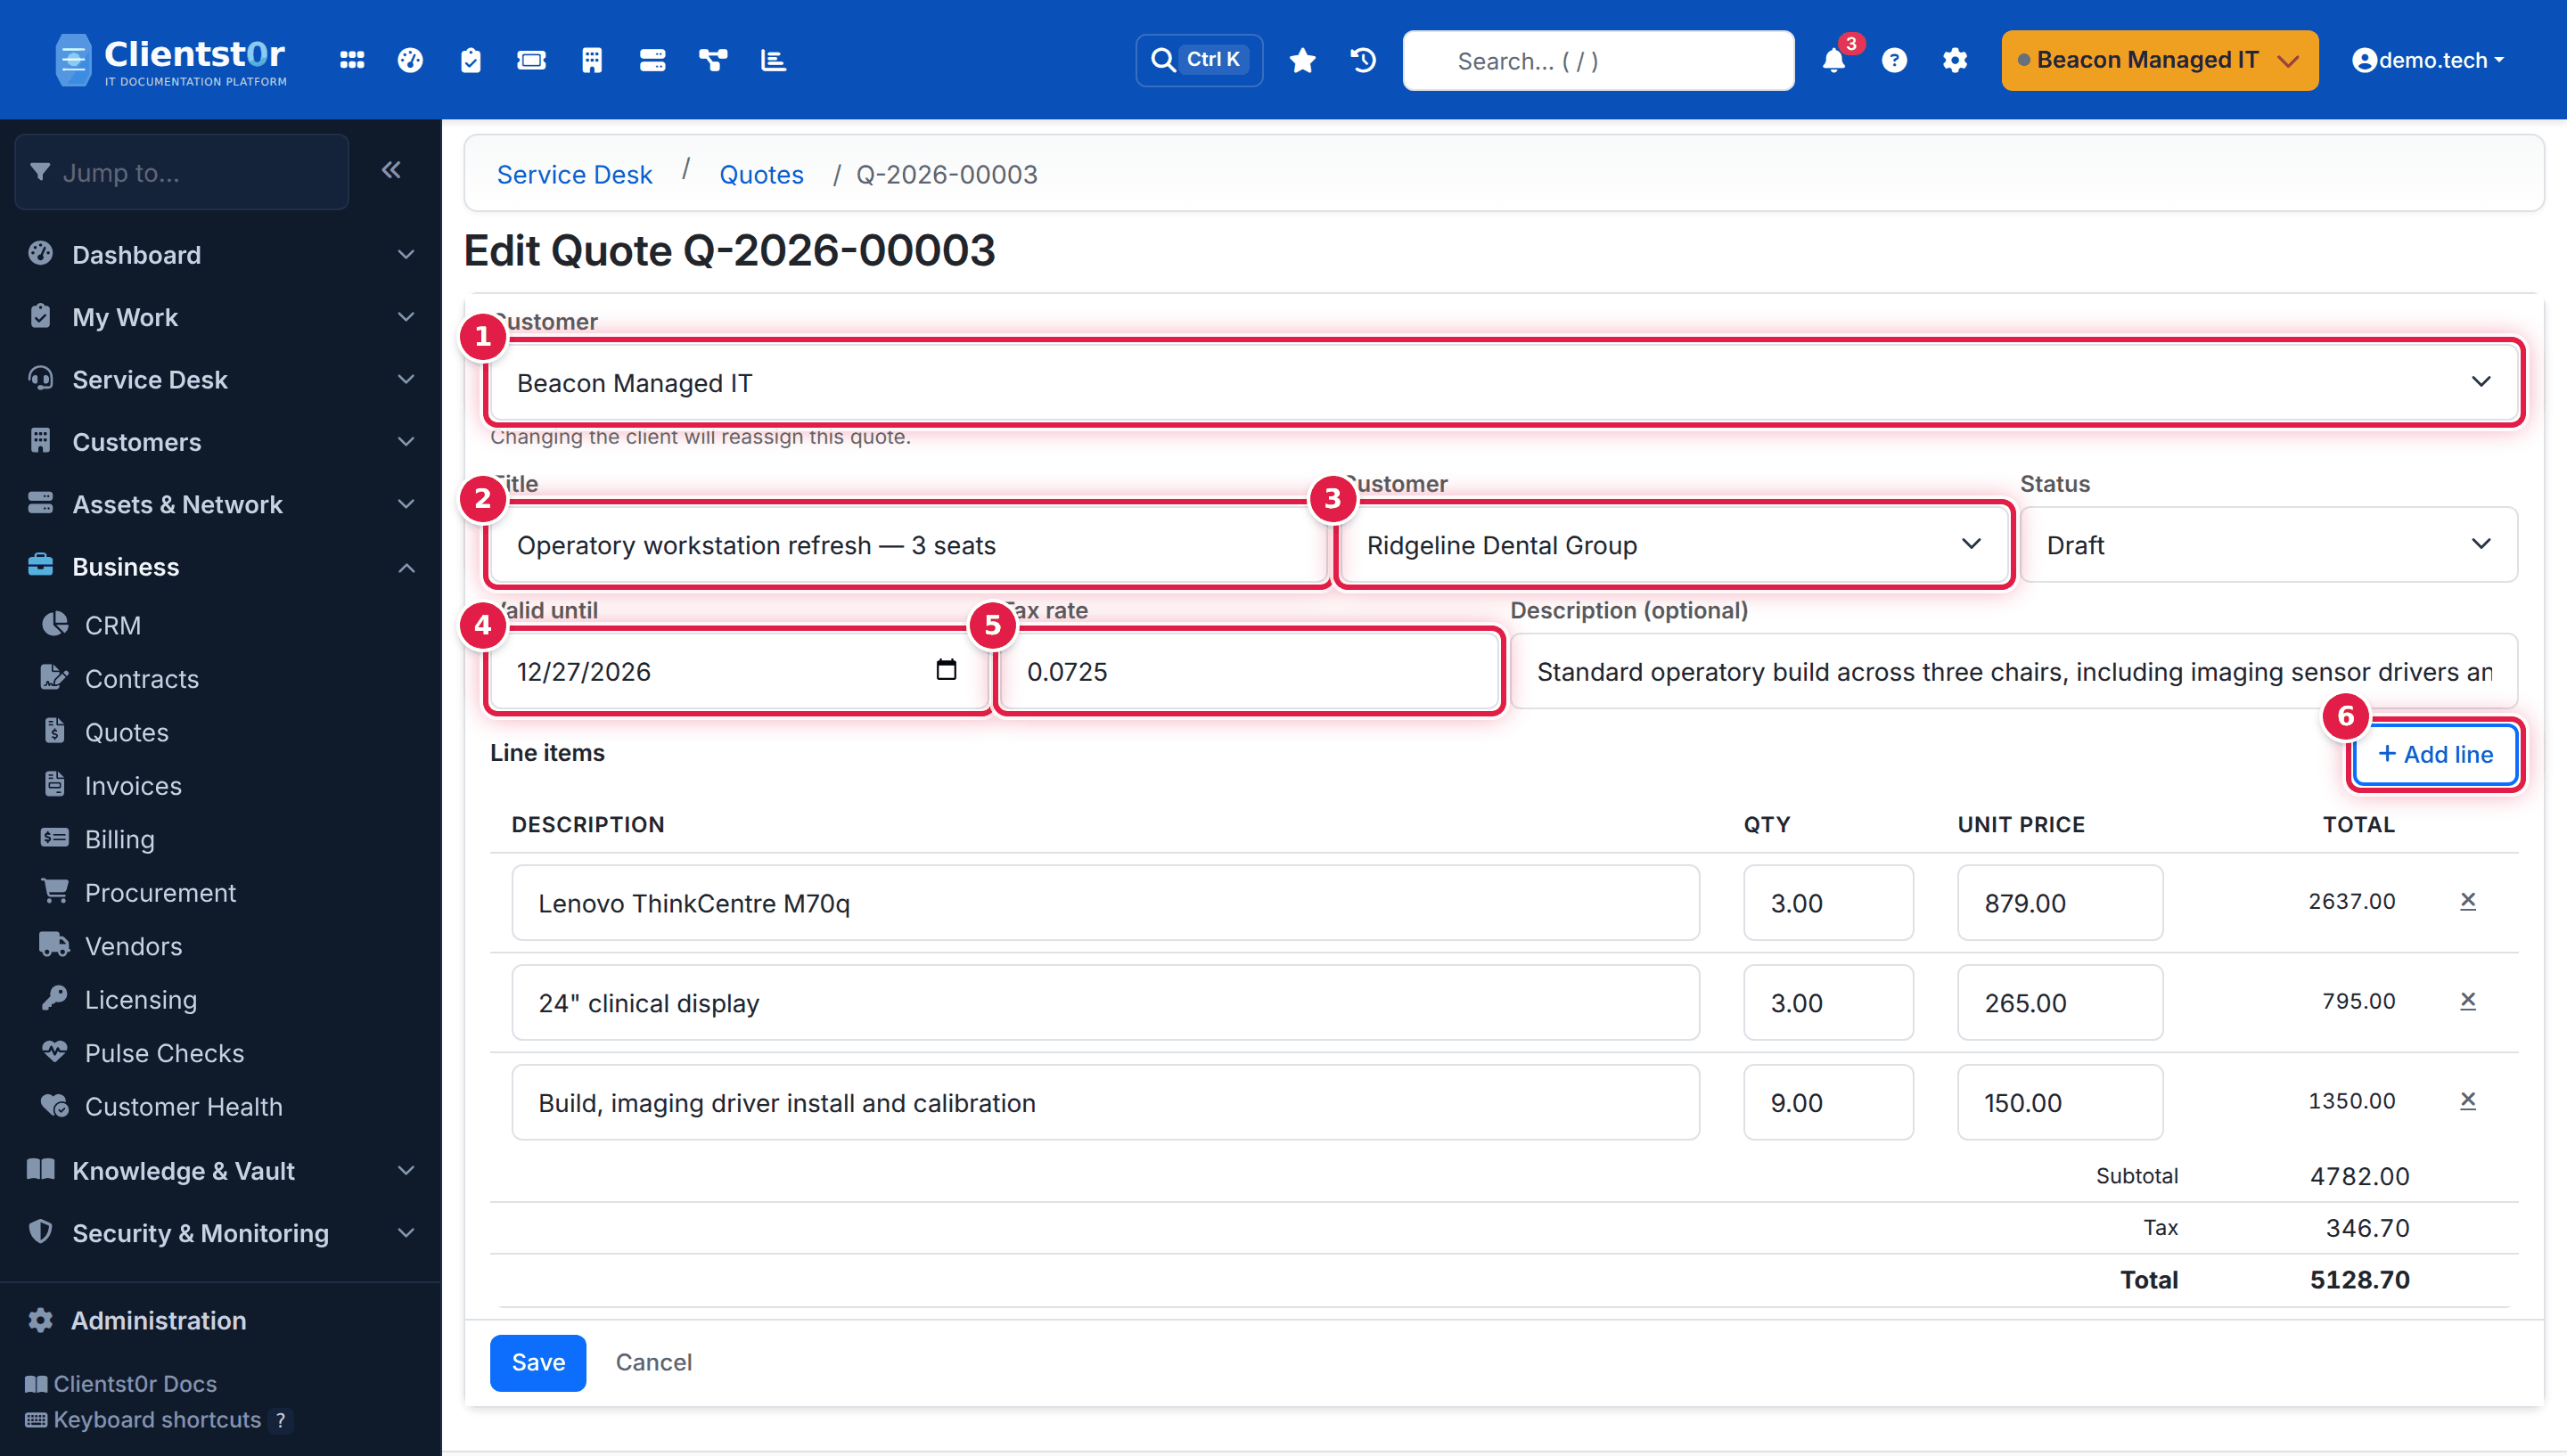 Clientst0r
IT DOCUMENTATION PLATFORM
Ctrl K
Search... ( / )
3
?
Beacon Managed IT
demo.tech
Jump to...
Dashboard
My Work
Service Desk
Customers
Assets & Network
Business
CRM
Contracts
Quotes
Invoices
Billing
Procurement
Vendors
Licensing
Pulse Checks
Customer Health
Knowledge & Vault
Security & Monitoring
Administration
Clientst0r Docs
Keyboard shortcuts ?
Service Desk / Quotes / Q-2026-00003
Edit Quote Q-2026-00003
1 Customer
Beacon Managed IT
Changing the client will reassign this quote.
2 Title 3 Customer Status
Operatory workstation refresh — 3 seats Ridgeline Dental Group Draft
4 Valid until 5 Tax rate Description (optional)
12/27/2026 0.0725 Standard operatory build across three chairs, including imaging sensor drivers an
6
Line items + Add line
DESCRIPTION QTY UNIT PRICE TOTAL
Lenovo ThinkCentre M70q 3.00 879.00 2637.00 ×
24" clinical display 3.00 265.00 795.00 ×
Build, imaging driver install and calibration 9.00 150.00 1350.00 ×
Subtotal 4782.00
Tax 346.70
Total 5128.70
Save Cancel